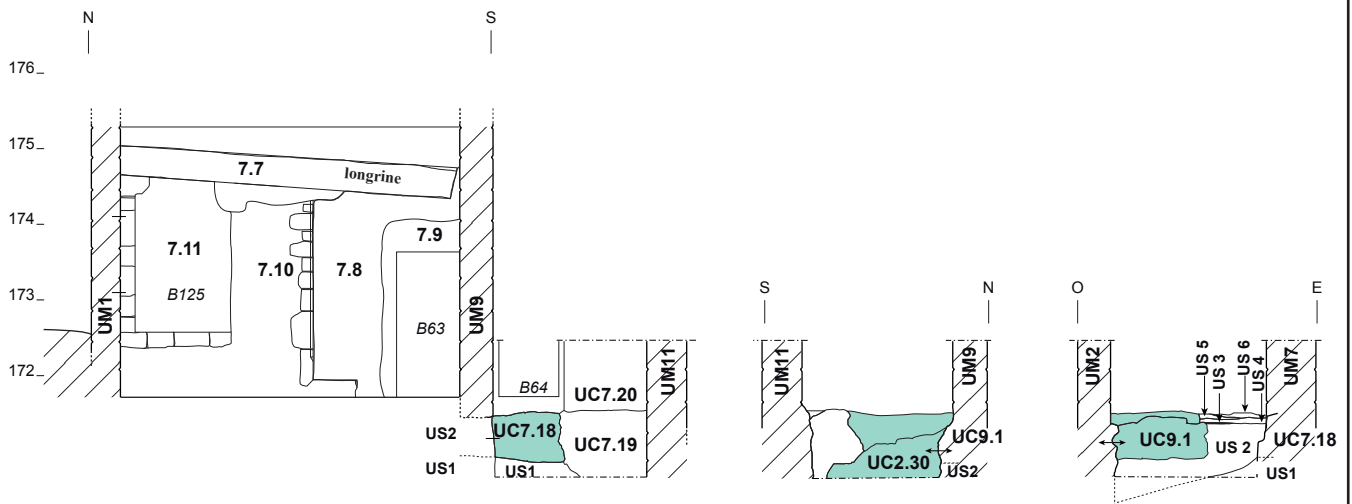 N
S
176
175
174
173
172
7.7
longrine
7.11
7.10
7.8
7.9
B125
B63
UM1
UM9
B64
UM11
UC7.20
US2
UC7.18
UC7.19
US1
US1
S
N
UM11
UM9
UC9.1
UC2.30
US2
O
E
UM2
US 5
US 3
US 6
US 4
UM7
UC9.1
US 2
UC7.18
US1